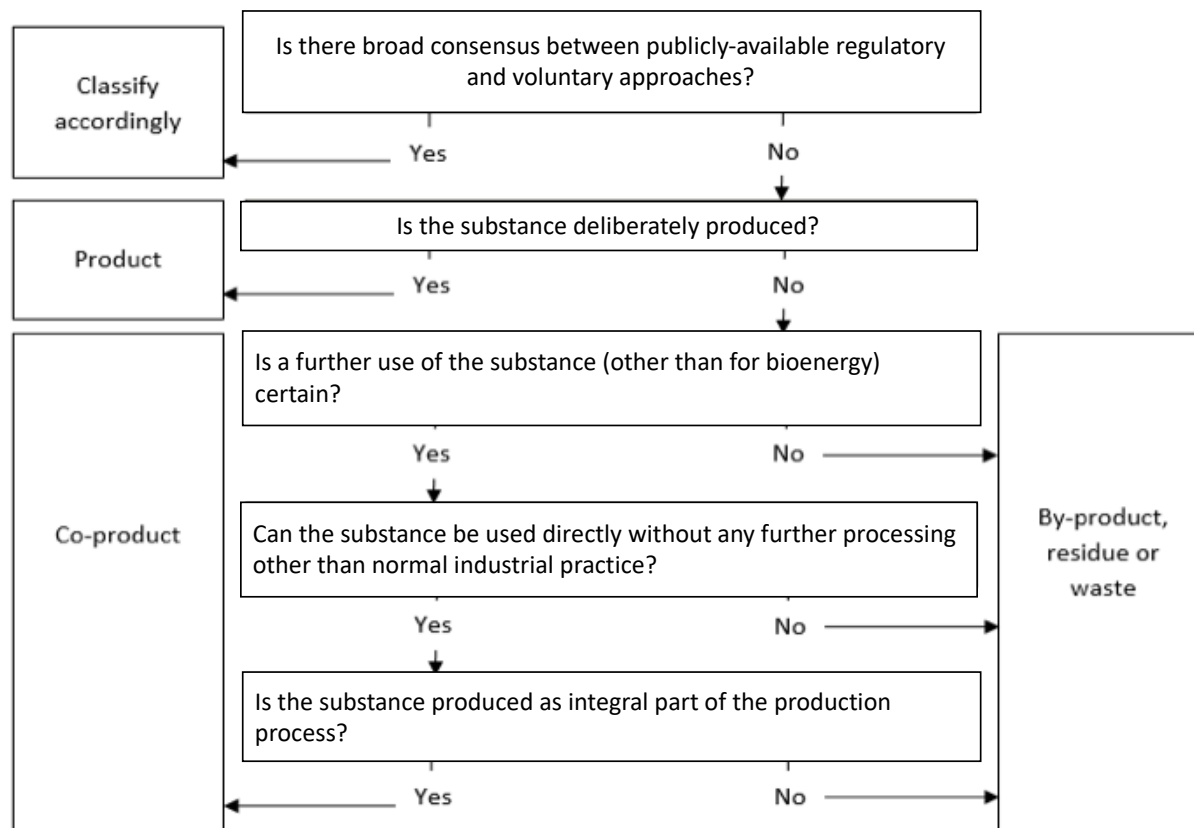 Is there broad consensus between publicly-available regulatory
and voluntary approaches?
Classify
accordingly
Yes
No
Is the substance deliberately produced?
Product
Yes
No
Is a further use of the substance (other than for bioenergy)
certain?
Yes
No
Can the substance be used directly without any further processing
other than normal industrial practice?
Co-product
By-product,
residue or
waste
Yes
No
Is the substance produced as integral part of the production
process?
Yes
No